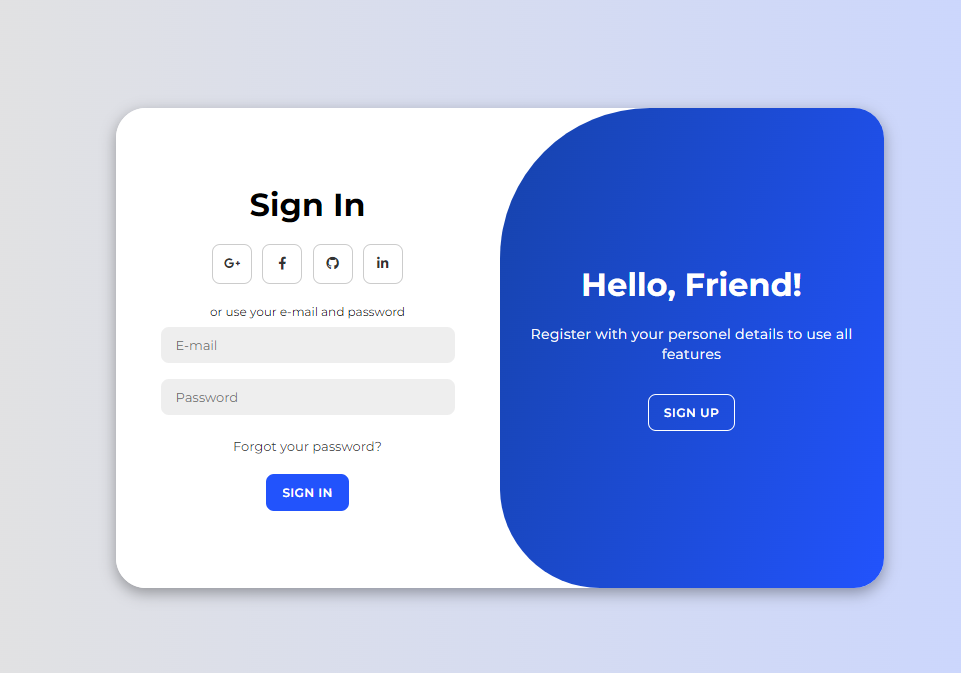 Sign In
G+ f in
or use your e-mail and password
E-mail
Password
Forgot your password?
SIGN IN
Hello, Friend!
Register with your personel details to use all
features
SIGN UP